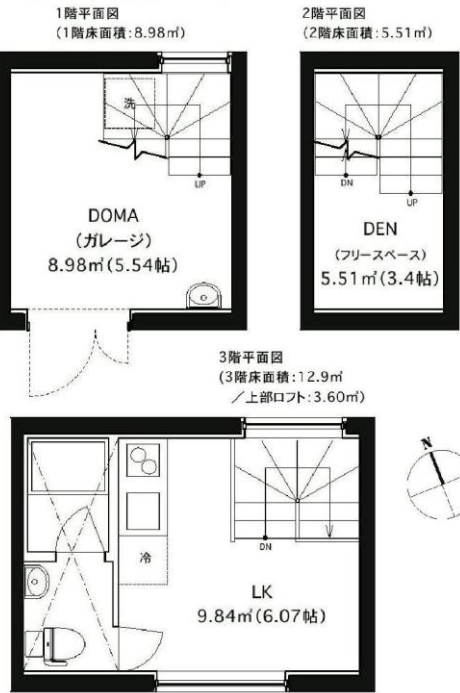 1階平面図
(1階床面積:8.98㎡)
2階平面図
(2階床面積:5.51㎡)
洗
UP
DOMA
(ガレージ)
8.98㎡(5.54帖)
DN
UP
DEN
(フリースペース)
5.51㎡(3.4帖)
3階平面図
(3階床面積:12.9㎡
/上部ロフト:3.60㎡)
N
冷
DN
LK
9.84㎡(6.07帖)